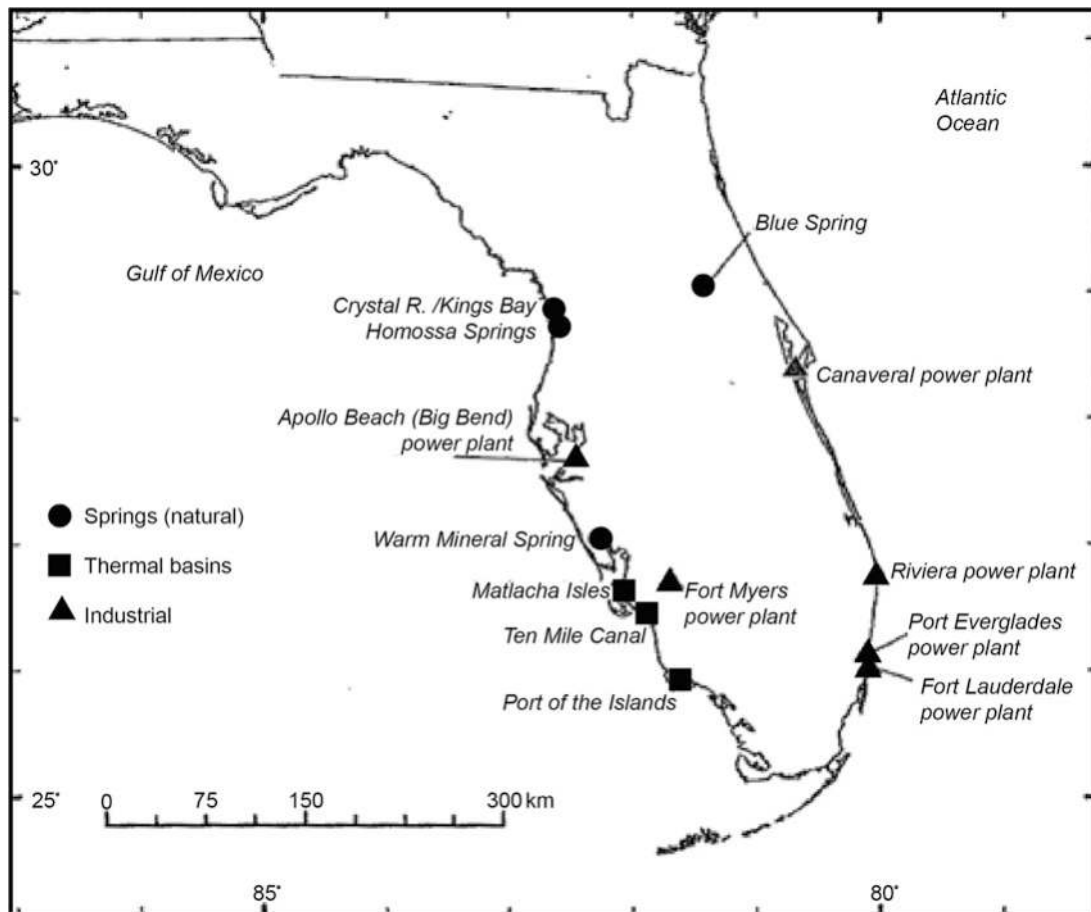 Atlantic
Ocean
30°
Blue Spring
Gulf of Mexico
Crystal R. /Kings Bay
Homossa Springs
Canaveral power plant
Apollo Beach (Big Bend)
power plant
Springs (natural)
Warm Mineral Spring
Thermal basins
Matlacha Isles
Riviera power plant
Fort Myers
power plant
Industrial
Ten Mile Canal
Port Everglades
power plant
Port of the Islands
Fort Lauderdale
power plant
25°
0 75 150 300 km
85° 80°